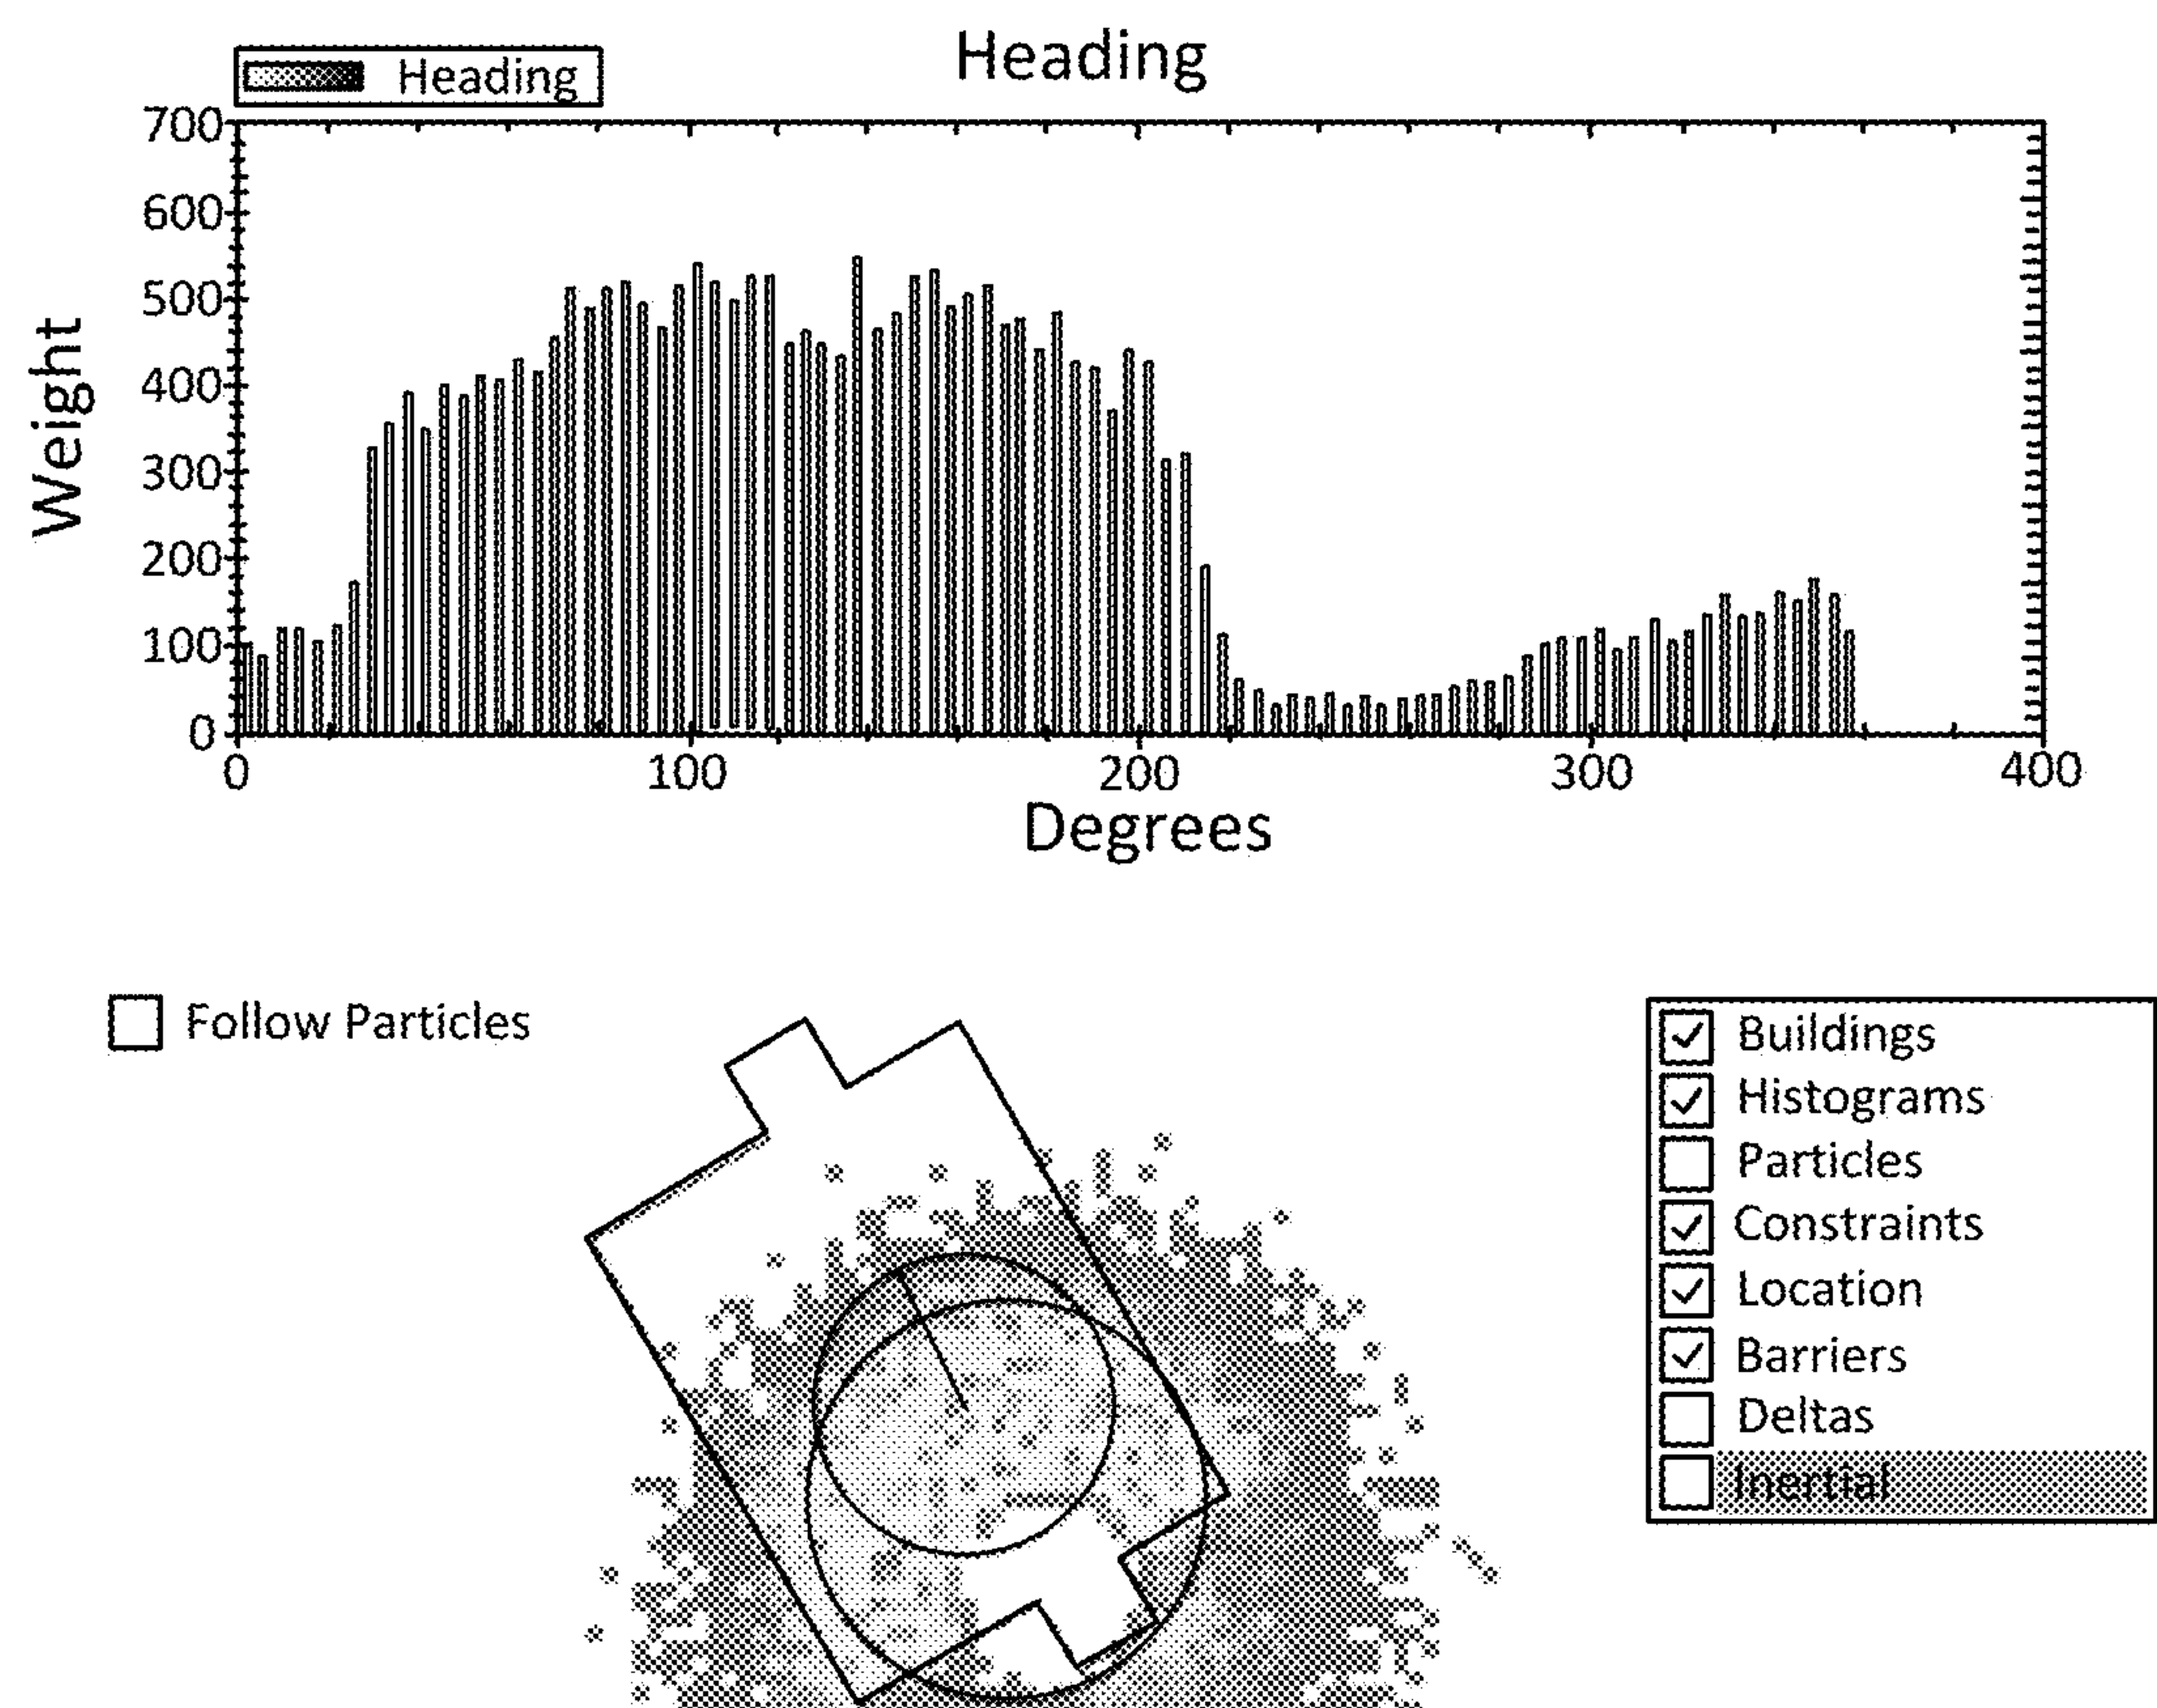 Heading
Heading
700
600
500
400
300
200
100
0
Weight
0 100 200 300 400
Degrees
Follow Particles
Buildings
Histograms
Particles
Constraints
Location
Barriers
Deltas
Inertial